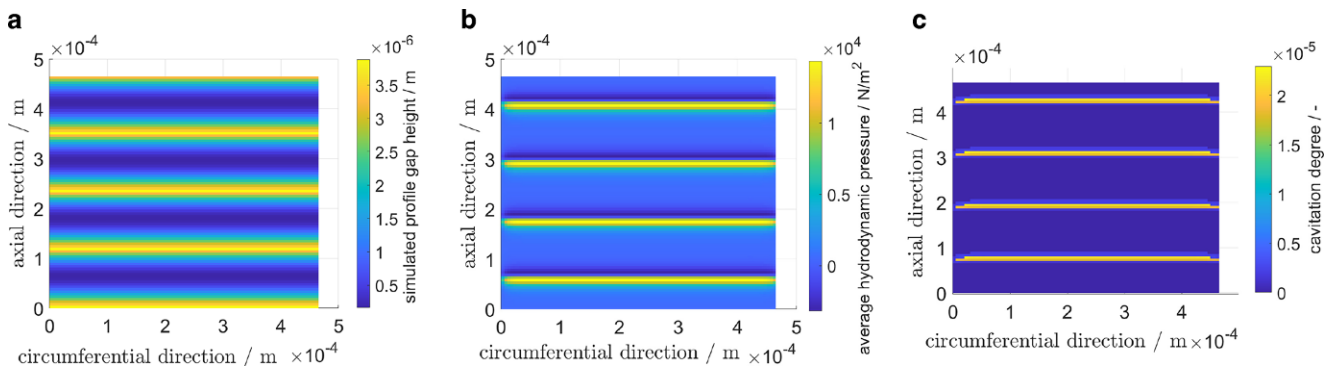 a
×10⁻⁴
×10⁻⁶
5
4
3
2
1
0
axial direction / m
0 1 2 3 4 5
circumferential direction / m ×10⁻⁴
3.5
3
2.5
2
1.5
1
0.5
simulated profile gap height / m
b
×10⁻⁴
×10⁴
5
4
3
2
1
0
axial direction / m
0 1 2 3 4 5
circumferential direction / m ×10⁻⁴
1
0.5
0
average hydrodynamic pressure / N/m²
c
×10⁻⁴
×10⁻⁵
4
3
2
1
0
axial direction / m
0 1 2 3 4
circumferential direction / m ×10⁻⁴
2
1.5
1
0.5
0
cavitation degree / -